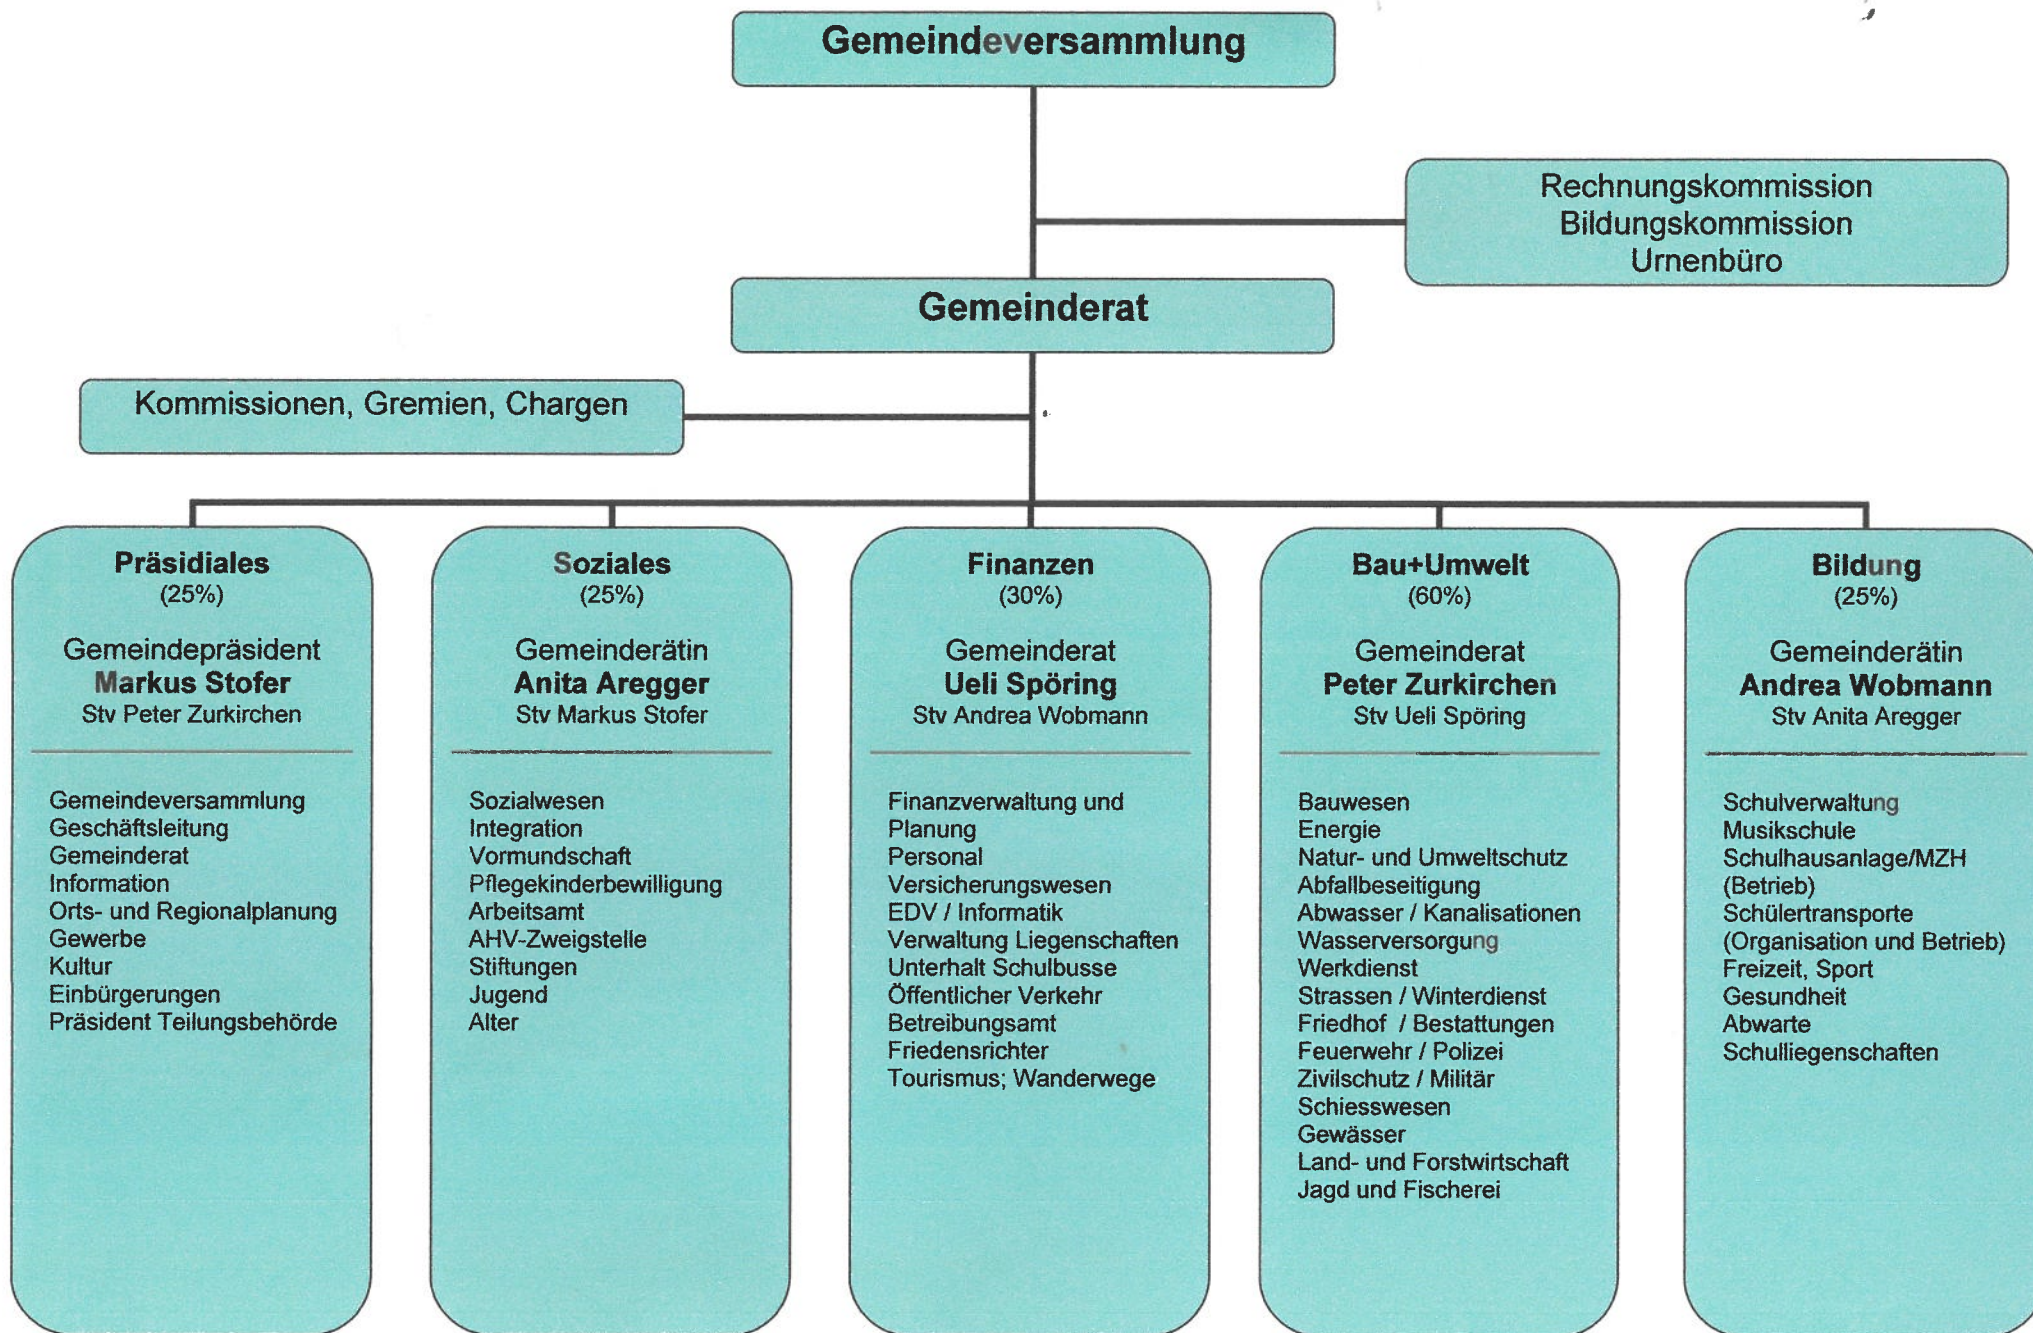 Gemeindeversammlung
Rechnungskommission
Bildungskommission
Urnenbüro
Gemeinderat
Kommissionen, Gremien, Chargen
Präsidiales
(25%)
Gemeindepräsident
Markus Stofer
Stv Peter Zurkirchen
Gemeindeversammlung
Geschäftsleitung
Gemeinderat
Information
Orts- und Regionalplanung
Gewerbe
Kultur
Einbürgerungen
Präsident Teilungsbehörde
Soziales
(25%)
Gemeinderätin
Anita Aregger
Stv Markus Stofer
Sozialwesen
Integration
Vormundschaft
Pflegekinderbewilligung
Arbeitsamt
AHV-Zweigstelle
Stiftungen
Jugend
Alter
Finanzen
(30%)
Gemeinderat
Ueli Spöring
Stv Andrea Wobmann
Finanzverwaltung und
Planung
Personal
Versicherungswesen
EDV / Informatik
Verwaltung Liegenschaften
Unterhalt Schulbusse
Öffentlicher Verkehr
Betreibungsamt
Friedensrichter
Tourismus; Wanderwege
Bau+Umwelt
(60%)
Gemeinderat
Peter Zurkirchen
Stv Ueli Spöring
Bauwesen
Energie
Natur- und Umweltschutz
Abfallbeseitigung
Abwasser / Kanalisationen
Wasserversorgung
Werkdienst
Strassen / Winterdienst
Friedhof / Bestattungen
Feuerwehr / Polizei
Zivilschutz / Militär
Schiesswesen
Gewässer
Land- und Forstwirtschaft
Jagd und Fischerei
Bildung
(25%)
Gemeinderätin
Andrea Wobmann
Stv Anita Aregger
Schulverwaltung
Musikschule
Schulhausanlage/MZH
(Betrieb)
Schülertransporte
(Organisation und Betrieb)
Freizeit, Sport
Gesundheit
Abwarte
Schulliegenschaften